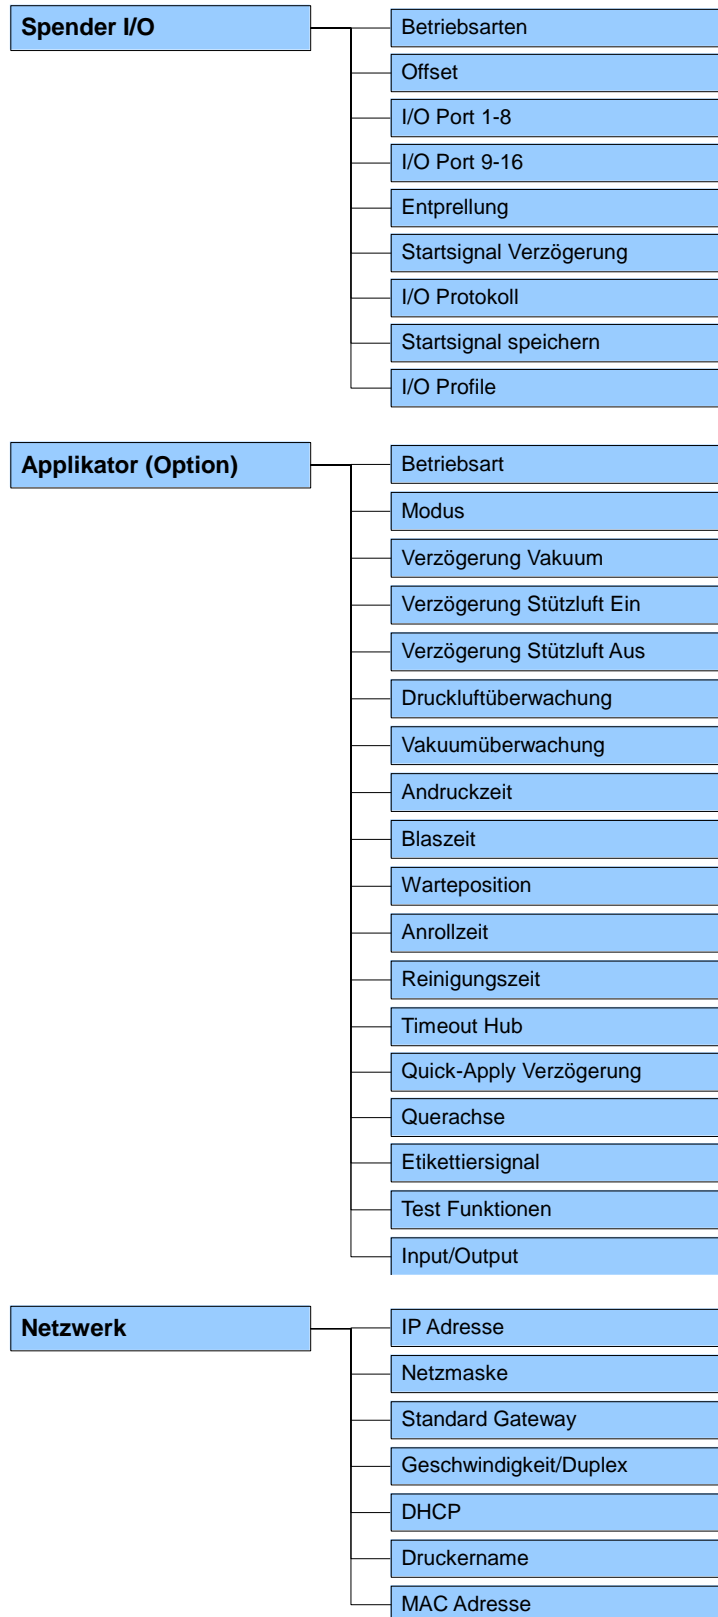 Spender I/O
Betriebsarten
Offset
I/O Port 1-8
I/O Port 9-16
Entprellung
Startsignal Verzögerung
I/O Protokoll
Startsignal speichern
I/O Profile
Applikator (Option)
Betriebsart
Modus
Verzögerung Vakuum
Verzögerung Stützluft Ein
Verzögerung Stützluft Aus
Druckluftüberwachung
Vakuumüberwachung
Andruckzeit
Blaszeit
Warteposition
Anrollzeit
Reinigungszeit
Timeout Hub
Quick-Apply Verzögerung
Querachse
Etikettiersignal
Test Funktionen
Input/Output
Netzwerk
IP Adresse
Netzmaske
Standard Gateway
Geschwindigkeit/Duplex
DHCP
Druckername
MAC Adresse